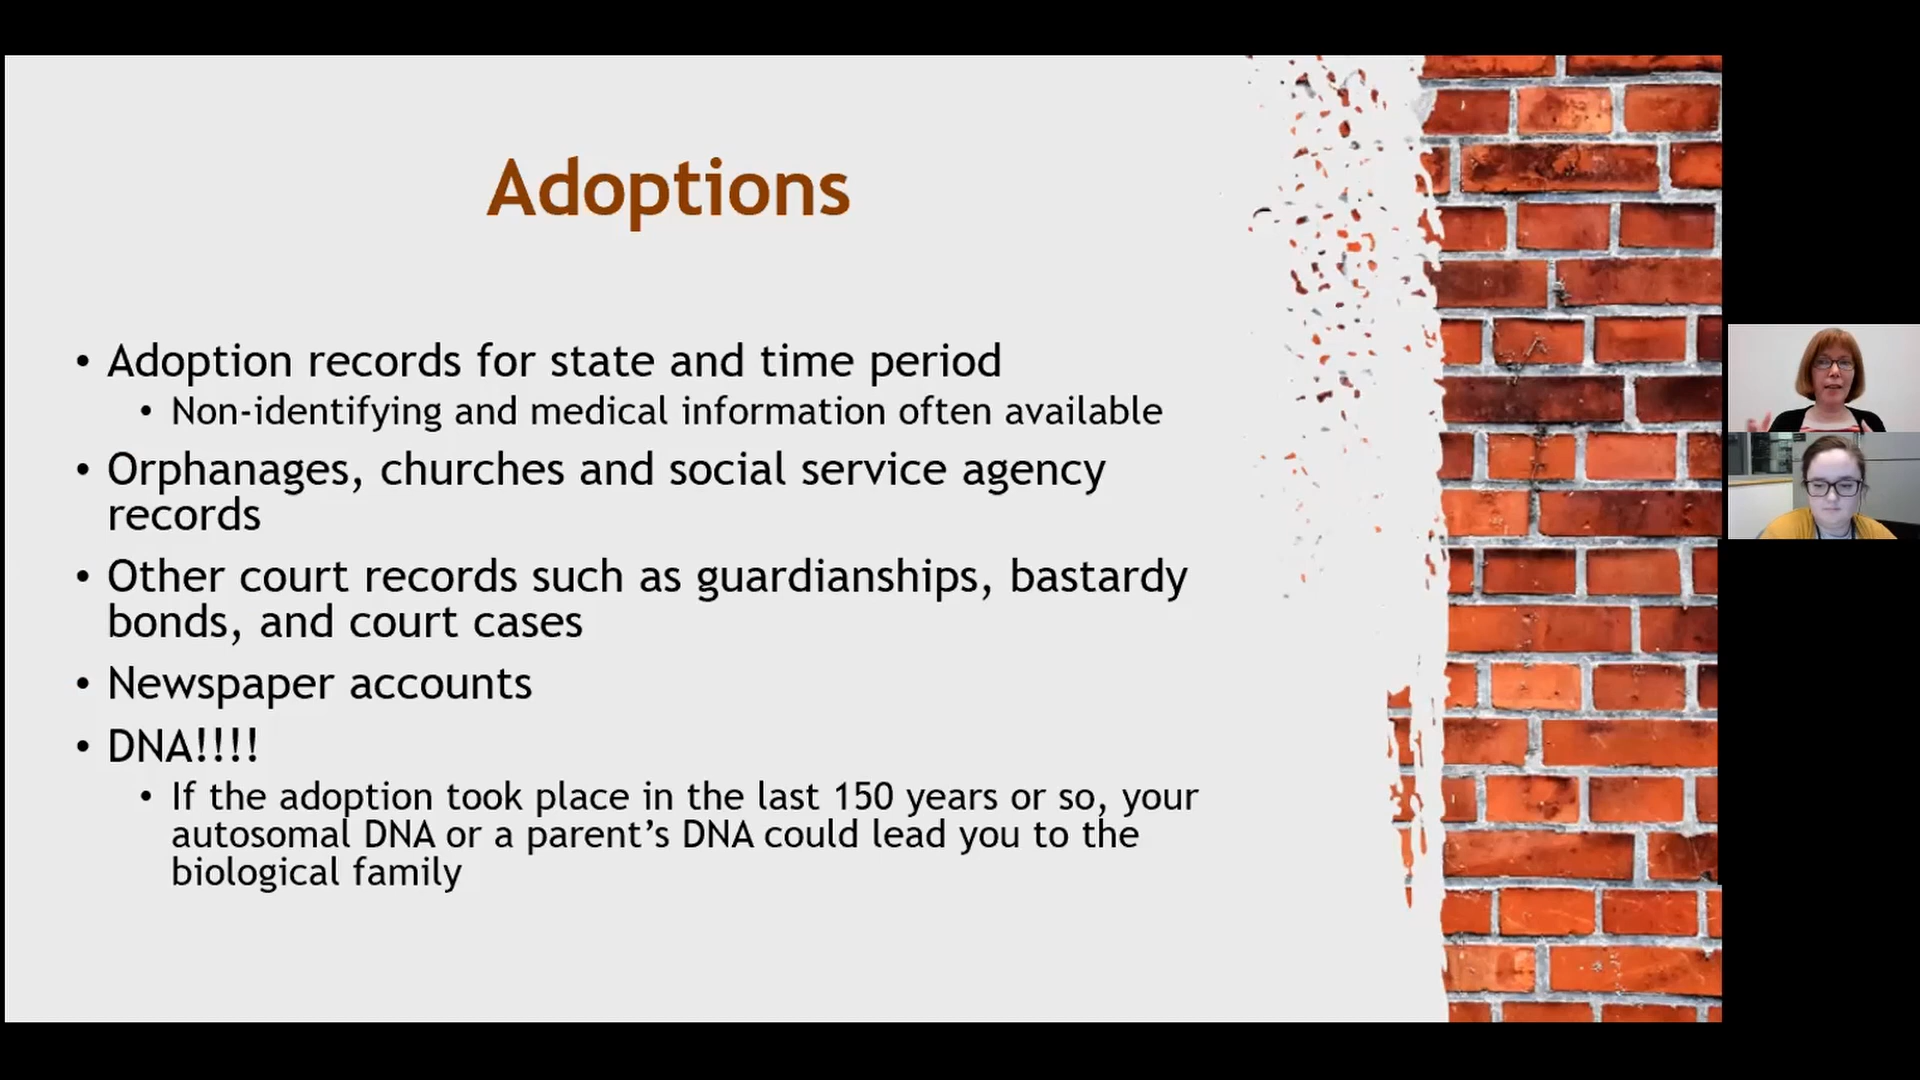 Adoptions
• Adoption records for state and time period
• Non-identifying and medical information often available
• Orphanages, churches and social service agency
records
• Other court records such as guardianships, bastardy
bonds, and court cases
• Newspaper accounts
• DNA!!!!
• If the adoption took place in the last 150 years or so, your
autosomal DNA or a parent’s DNA could lead you to the
biological family